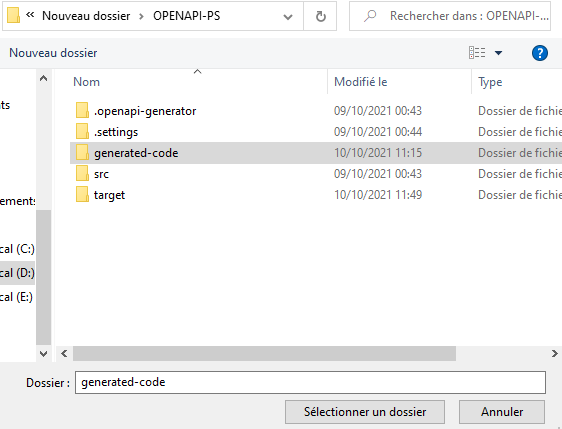 « Nouveau dossier › OPENAPI-PS
Rechercher dans : OPENAPI-...
Nouveau dossier
?
Nom Modifié le Type
.openapi-generator 09/10/2021 00:43 Dossier de fichie
.settings 09/10/2021 00:44 Dossier de fichie
generated-code 10/10/2021 11:15 Dossier de fichie
src 09/10/2021 00:43 Dossier de fichie
target 10/10/2021 11:49 Dossier de fichie
nts
ements
cal (C:)
cal (D:)
cal (E:)
Dossier : generated-code
Sélectionner un dossier Annuler